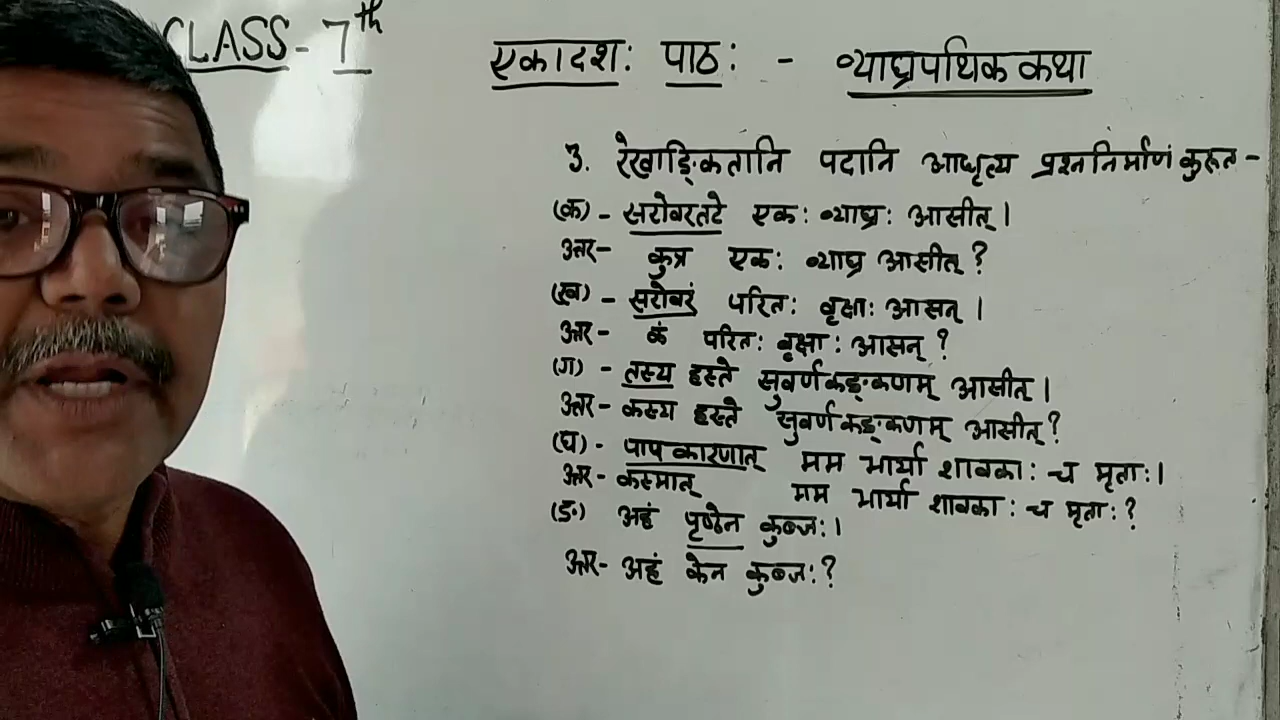 CLASS- 7th
एकादश: पाठ: - व्याघ्रपथिक कथा
3. रेखाङ्कितानि पदानि आधृत्य प्रश्ननिर्माणं कुरुत -
(क) - सरोवरतटे एक: व्याघ्र: आसीत् ।
उत्तर- कुत्र एक: व्याघ्र आसीत् ?
(ख) - सरोवरं परित: वृक्षा: आसन् ।
उत्तर- कं परित: वृक्षा: आसन् ?
(ग) - तस्य हस्ते सुवर्णकङ्कणम् आसीत् ।
उत्तर- कस्य हस्ते सुवर्णकङ्कणम् आसीत् ?
(घ) - पापकारणात् मम भार्या शावका: च मृता: ।
उत्तर- कस्मात् मम भार्या शावका: च मृता: ?
(ङ) अहं पृष्ठेन कुब्ज: ।
उत्तर- अहं केन कुब्ज: ?